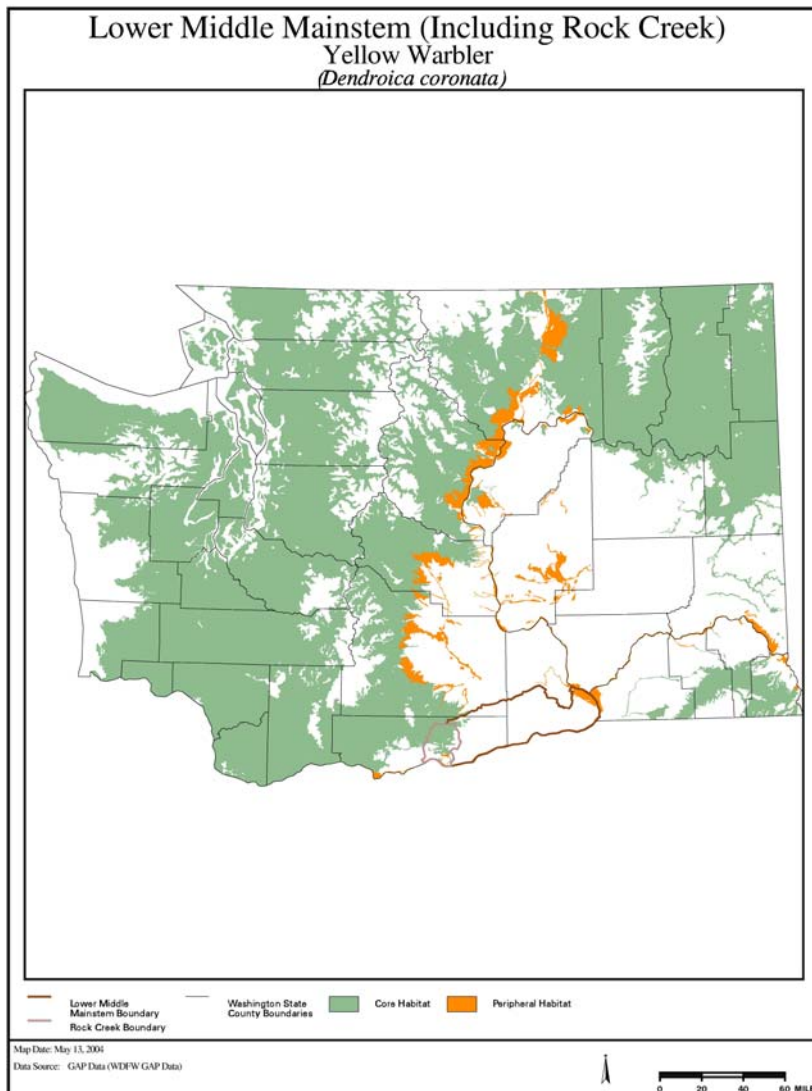 Lower Middle Mainstem (Including Rock Creek)
Yellow Warbler
(Dendroica coronata)
Lower Middle
Mainstem Boundary
Rock Creek Boundary
Washington State
County Boundaries
Core Habitat
Peripheral Habitat
Map Date: May 13, 2004
Data Source: GAP Data (WDFW GAP Data)
0 20 40 60 MILE